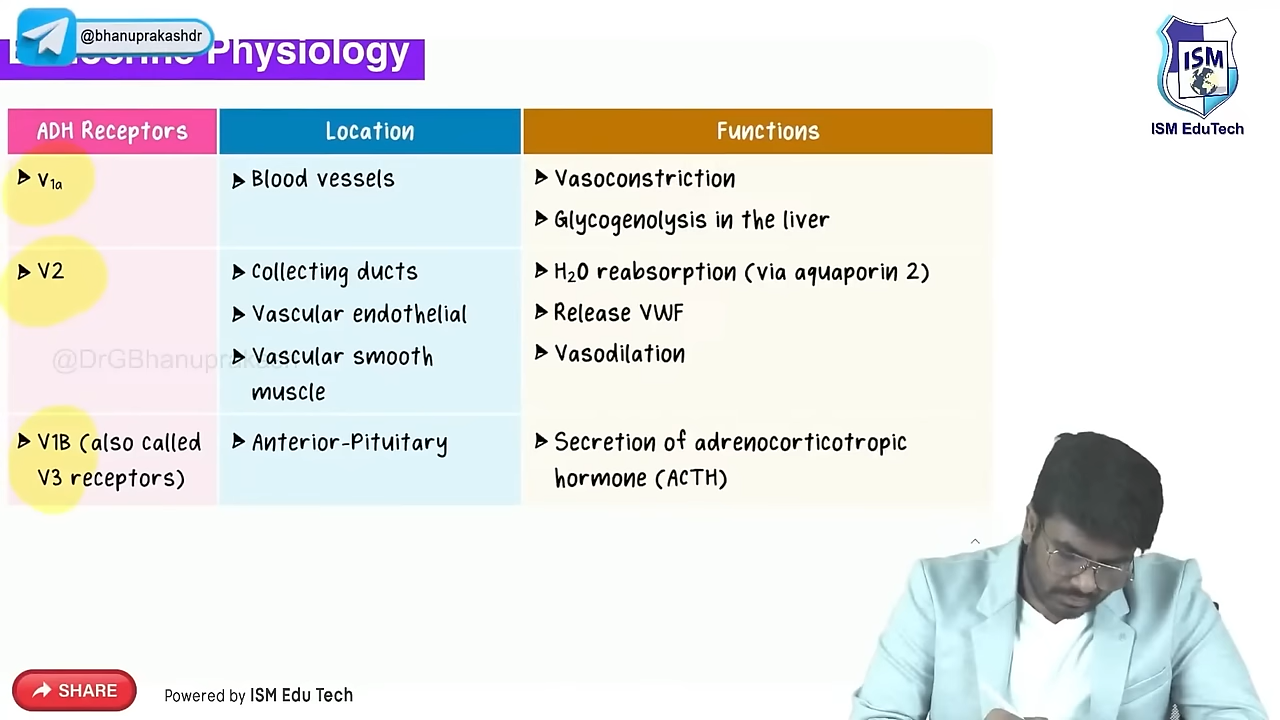 @bhanuprakashdr
Endocrine Physiology
ISM
ISM EduTech
ADH Receptors
Location
Functions
V1a
Blood vessels
Vasoconstriction
Glycogenolysis in the liver
V2
Collecting ducts
Vascular endothelial
Vascular smooth
muscle
H₂O reabsorption (via aquaporin 2)
Release VWF
Vasodilation
@DrGBhanuprakash
V1B (also called
V3 receptors)
Anterior-Pituitary
Secretion of adrenocorticotropic
hormone (ACTH)
SHARE
Powered by ISM Edu Tech